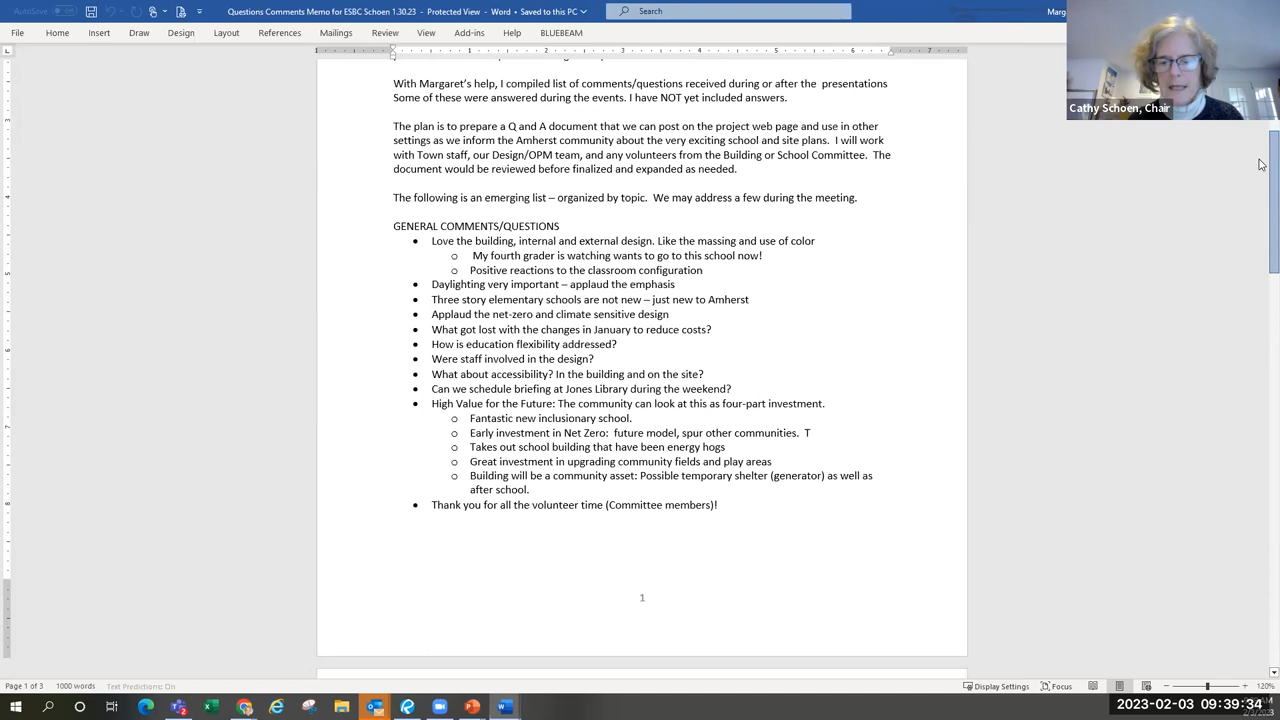 AutoSave
Off
Questions Comments Memo for ESBC Schoen 1.30.23 - Protected View - Word • Saved to this PC
Search
Marg
File Home Insert Draw Design Layout References Mailings Review View Add-ins Help BLUEBEAM
Cathy Schoen, Chair
With Margaret's help, I compiled list of comments/questions received during or after the presentations
Some of these were answered during the events. I have NOT yet included answers.
The plan is to prepare a Q and A document that we can post on the project web page and use in other
settings as we inform the Amherst community about the very exciting school and site plans. I will work
with Town staff, our Design/OPM team, and any volunteers from the Building or School Committee. The
document would be reviewed before finalized and expanded as needed.
The following is an emerging list – organized by topic. We may address a few during the meeting.
GENERAL COMMENTS/QUESTIONS
• Love the building, internal and external design. Like the massing and use of color
o My fourth grader is watching wants to go to this school now!
o Positive reactions to the classroom configuration
• Daylighting very important – applaud the emphasis
• Three story elementary schools are not new – just new to Amherst
• Applaud the net-zero and climate sensitive design
• What got lost with the changes in January to reduce costs?
• How is education flexibility addressed?
• Were staff involved in the design?
• What about accessibility? In the building and on the site?
• Can we schedule briefing at Jones Library during the weekend?
• High Value for the Future: The community can look at this as four-part investment.
o Fantastic new inclusionary school.
o Early investment in Net Zero: future model, spur other communities. T
o Takes out school building that have been energy hogs
o Great investment in upgrading community fields and play areas
o Building will be a community asset: Possible temporary shelter (generator) as well as
after school.
• Thank you for all the volunteer time (Committee members)!
1
Page 1 of 3 1000 words Text Predictions: On
Display Settings Focus 120%
2023-02-03 09:39:34